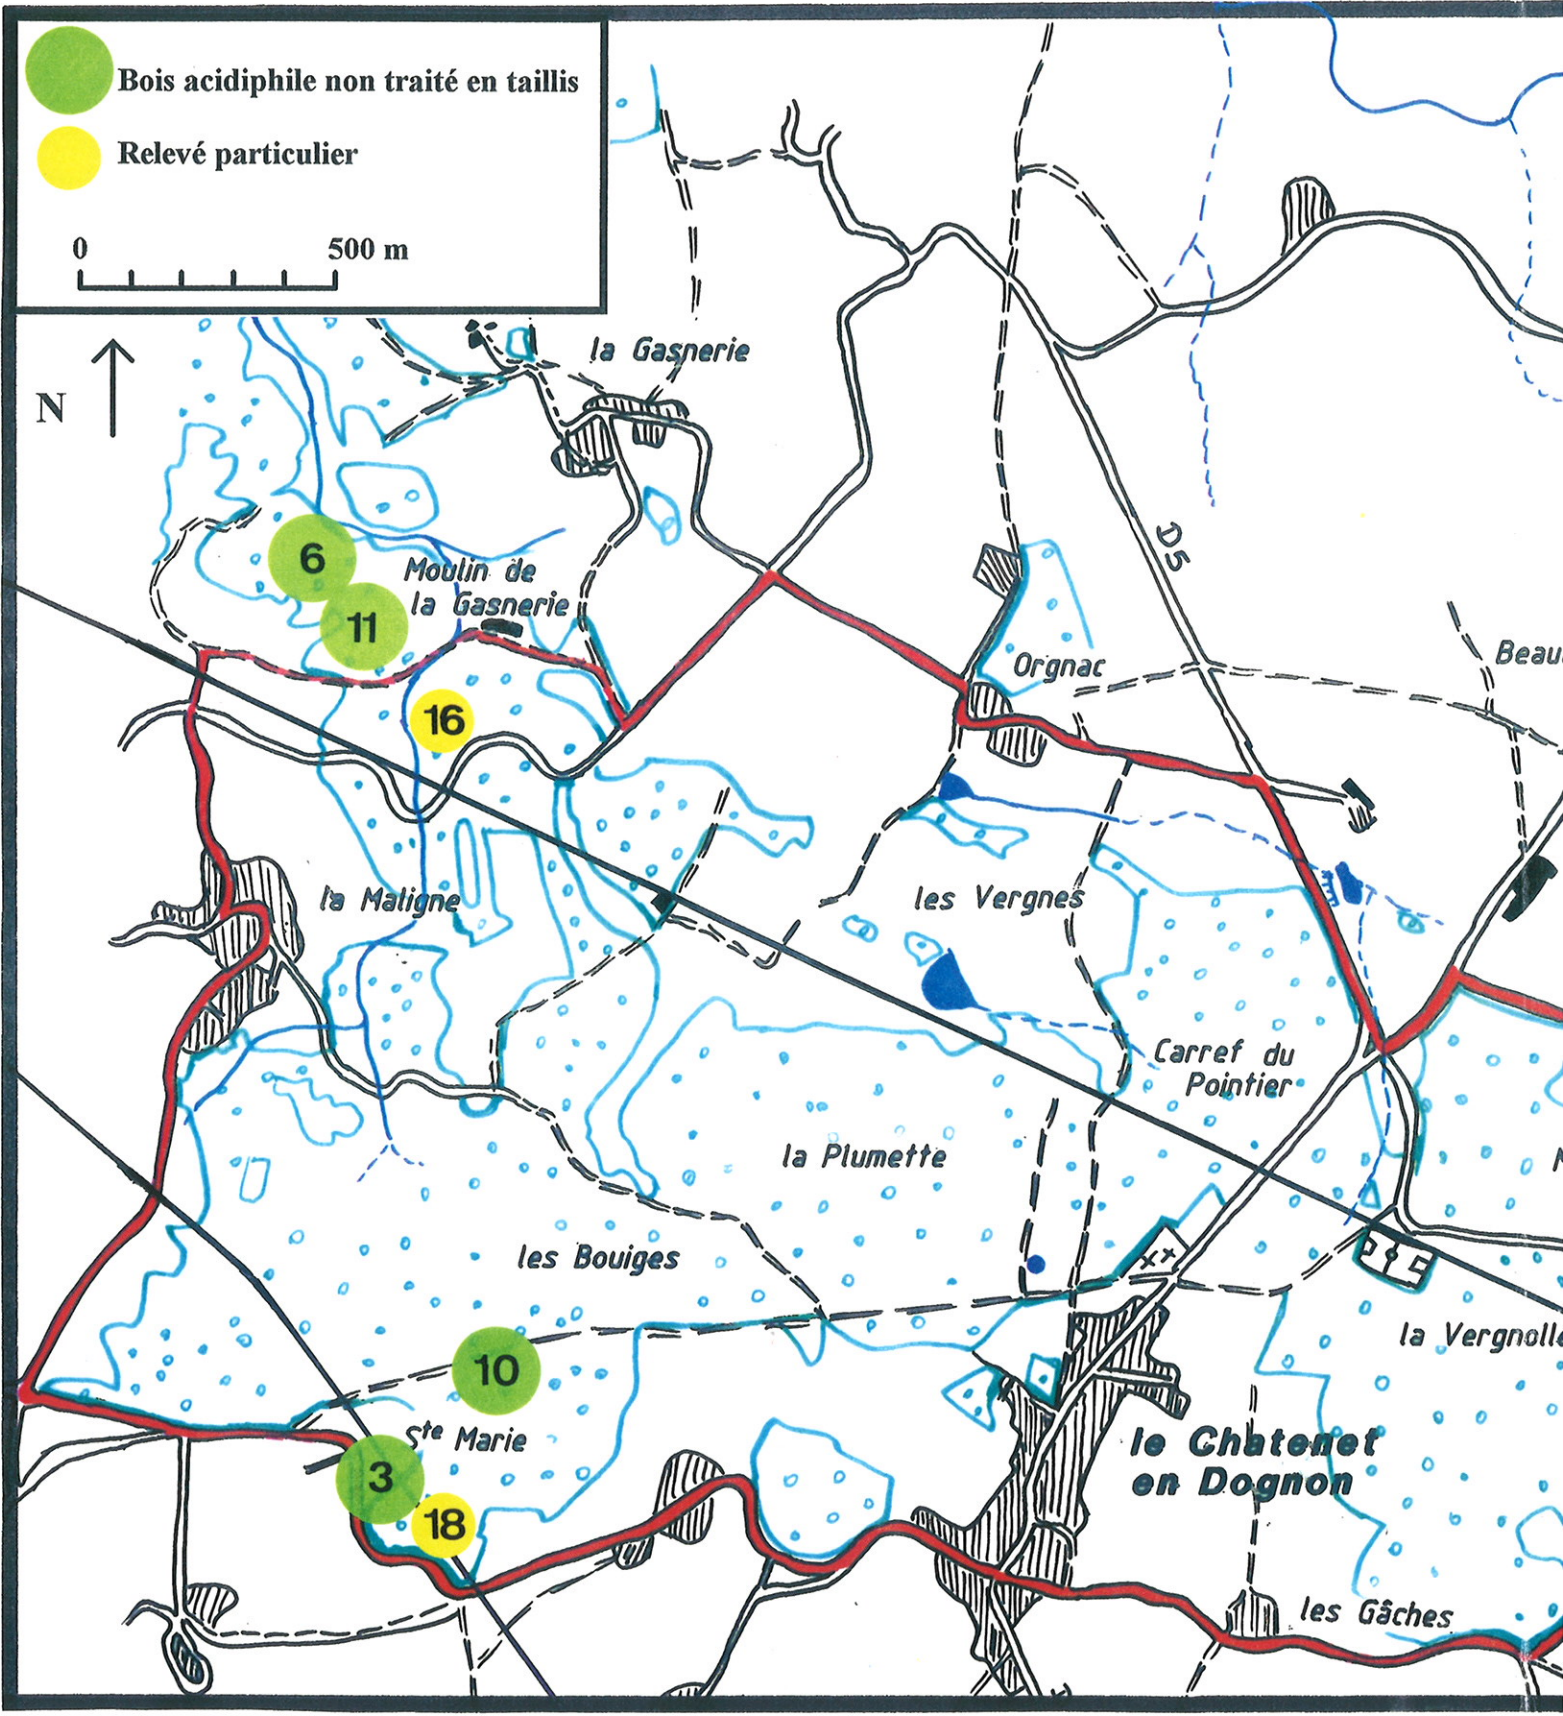 Bois acidiphile non traité en taillis
Relevé particulier
0 500 m
N
la Gasnerie
D5
6
Moulin de
la Gasnerie
11
Orgnac
Beau
16
la Maligne
les Vergnes
Carref du
Pointier
la Plumette
les Bouiges
la Vergnolle
10
Ste Marie
le Chatenet
en Dognon
3
18
les Gâches